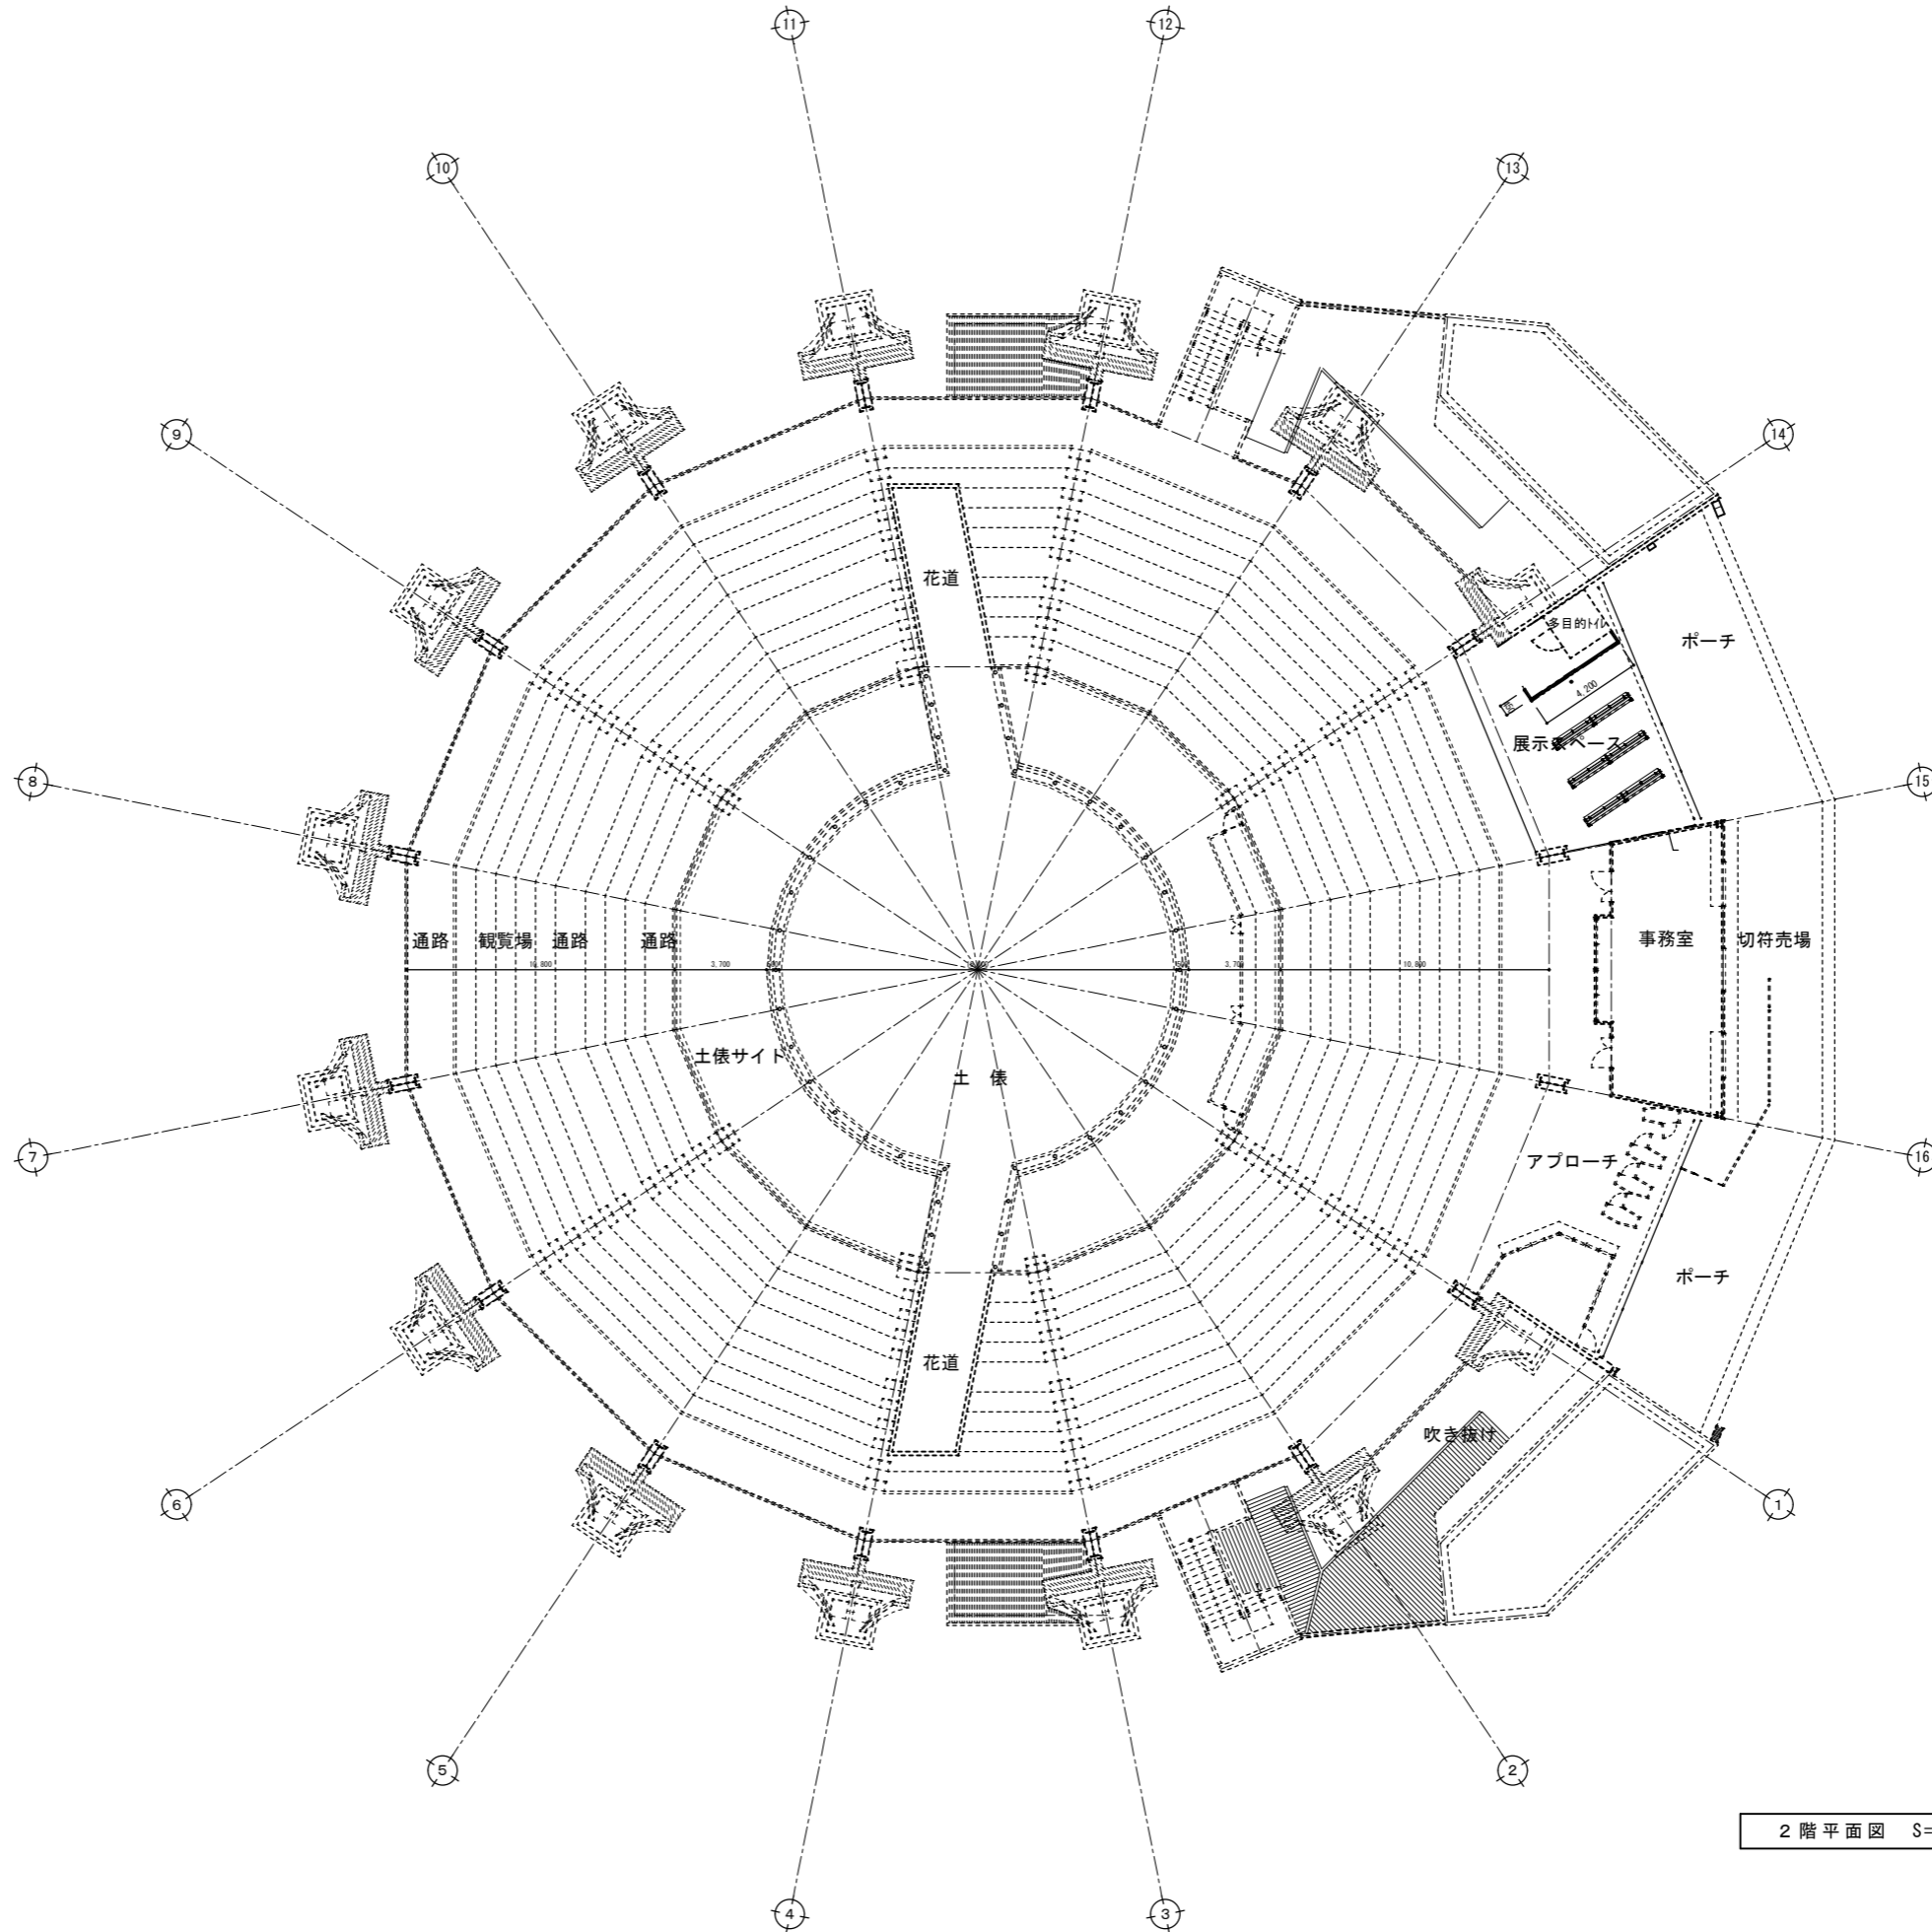 11
12
10
13
9
14
花道
多目的ﾄｲﾚ
ポーチ
4,200
展示スペース
8
15
通路
観覧場
通路
通路
事務室
切符売場
10,800
3,700
3,700
10,800
土俵サイト
土 俵
7
16
アプローチ
ポーチ
花道
吹き抜け
6
1
5
2
2階平面図 S=
4
3